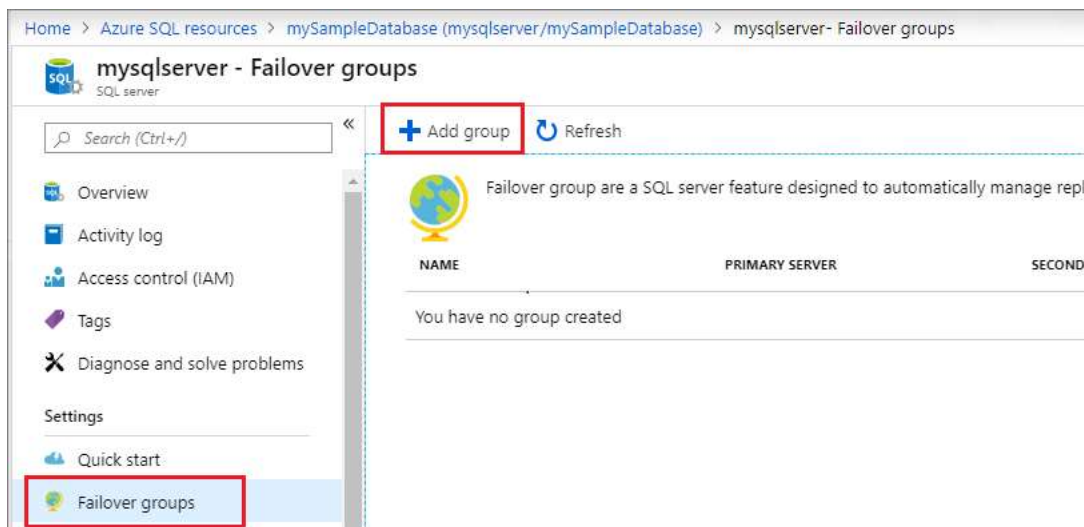 Home > Azure SQL resources > mySampleDatabase (mysqlserver/mySampleDatabase) > mysqlserver- Failover groups
SQL
mysqlserver - Failover groups
SQL server
Search (Ctrl+/)
«
Overview
Activity log
Access control (IAM)
Tags
Diagnose and solve problems
Settings
Quick start
Failover groups
Add group Refresh
Failover group are a SQL server feature designed to automatically manage repl
NAME PRIMARY SERVER SECOND
You have no group created